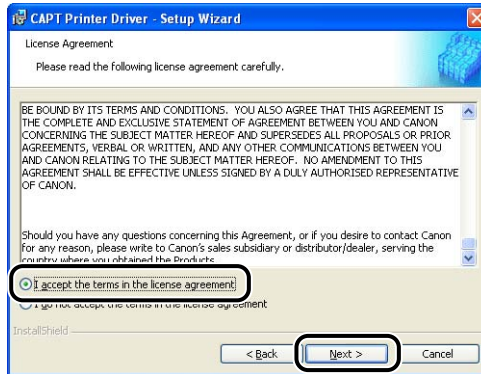 CAPT Printer Driver - Setup Wizard
License Agreement
Please read the following license agreement carefully.
BE BOUND BY ITS TERMS AND CONDITIONS. YOU ALSO AGREE THAT THIS AGREEMENT IS
THE COMPLETE AND EXCLUSIVE STATEMENT OF AGREEMENT BETWEEN YOU AND CANON
CONCERNING THE SUBJECT MATTER HEREOF AND SUPERSEDES ALL PROPOSALS OR PRIOR
AGREEMENTS, VERBAL OR WRITTEN, AND ANY OTHER COMMUNICATIONS BETWEEN YOU
AND CANON RELATING TO THE SUBJECT MATTER HEREOF. NO AMENDMENT TO THIS
AGREEMENT SHALL BE EFFECTIVE UNLESS SIGNED BY A DULY AUTHORISED REPRESENTATIVE
OF CANON.
Should you have any questions concerning this Agreement, or if you desire to contact Canon
for any reason, please write to Canon's sales subsidiary or distributor/dealer, serving the
country where you obtained the Products.
I accept the terms in the license agreement
I do not accept the terms in the license agreement
InstallShield
< Back Next > Cancel